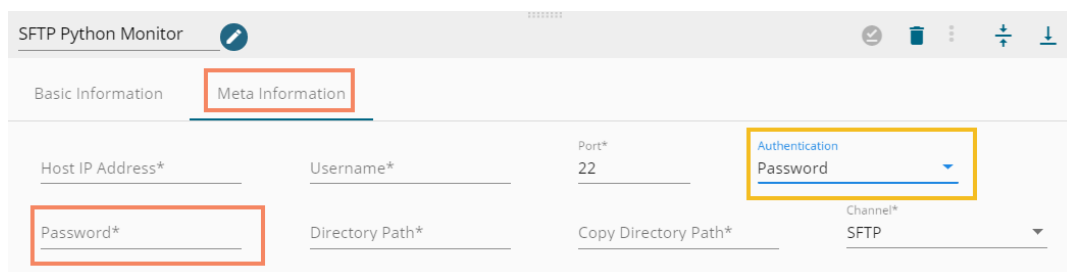 SFTP Python Monitor
Basic Information Meta Information
Port* Authentication
Host IP Address* Username* 22 Password
Channel*
Password* Directory Path* Copy Directory Path* SFTP